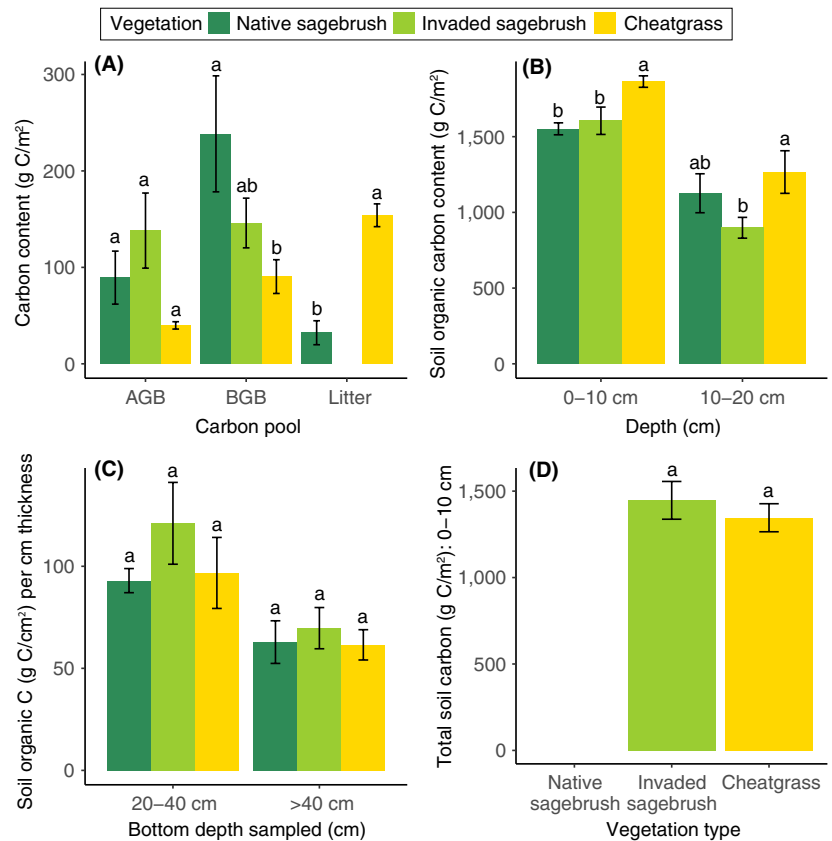 Vegetation Native sagebrush Invaded sagebrush Cheatgrass
(A)
Carbon content (g C/m²)
300
200
100
0
a
a
a
a
ab
b
b
a
AGB BGB Litter
Carbon pool
(B)
Soil organic carbon content (g C/m²)
1,500
1,000
500
0
b
b
a
ab
b
a
0–10 cm 10–20 cm
Depth (cm)
(C)
Soil organic C (g C/cm²) per cm thickness
100
50
0
a
a
a
a
a
a
20–40 cm >40 cm
Bottom depth sampled (cm)
(D)
Total soil carbon (g C/m²): 0–10 cm
1,500
1,000
500
0
a
a
Native sagebrush
Invaded sagebrush
Cheatgrass
Vegetation type